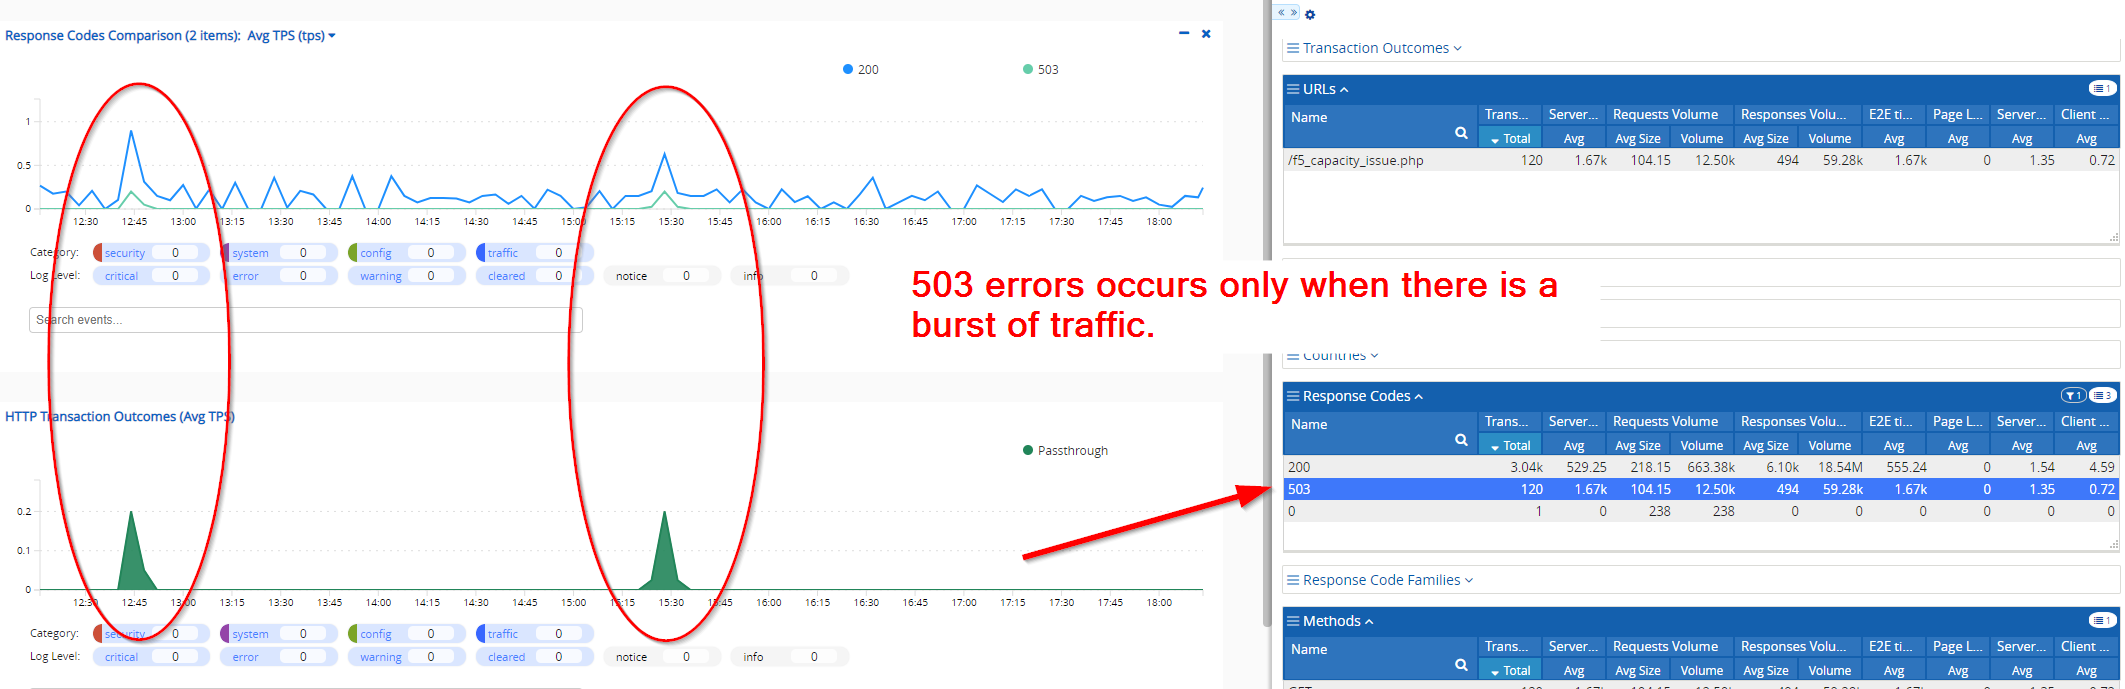 Response Codes Comparison (2 items): Avg TPS (tps)
200
503
1
0.5
0
12:30 12:45 13:00 13:15 13:30 13:45 14:00 14:15 14:30 14:45 15:00 15:15 15:30 15:45 16:00 16:15 16:30 16:45 17:00 17:15 17:30 17:45 18:00
Category: security 0 system 0 config 0 traffic 0
Log Level: critical 0 error 0 warning 0 cleared 0 notice 0 info 0
Search events...
HTTP Transaction Outcomes (Avg TPS)
Passthrough
0.2
0.1
0
12:30 12:45 13:00 13:15 13:30 13:45 14:00 14:15 14:30 14:45 15:00 15:15 15:30 15:45 16:00 16:15 16:30 16:45 17:00 17:15 17:30 17:45 18:00
Category: security 0 system 0 config 0 traffic 0
Log Level: critical 0 error 0 warning 0 cleared 0 notice 0 info 0
503 errors occurs only when there is a
burst of traffic.
Transaction Outcomes
URLs 1
Name Trans... Server... Requests Volume Responses Volu... E2E ti... Page L... Server... Client ...
Total Avg Avg Size Volume Avg Size Volume Avg Avg Avg Avg
/f5_capacity_issue.php 120 1.67k 104.15 12.50k 494 59.28k 1.67k 0 1.35 0.72
Countries
Response Codes 1 3
Name Trans... Server... Requests Volume Responses Volu... E2E ti... Page L... Server... Client ...
Total Avg Avg Size Volume Avg Size Volume Avg Avg Avg Avg
200 3.04k 529.25 218.15 663.38k 6.10k 18.54M 555.24 0 1.54 4.59
503 120 1.67k 104.15 12.50k 494 59.28k 1.67k 0 1.35 0.72
0 1 0 238 238 0 0 0 0 0 0
Response Code Families
Methods 1
Name Trans... Server... Requests Volume Responses Volu... E2E ti... Page L... Server... Client ...
Total Avg Avg Size Volume Avg Size Volume Avg Avg Avg Avg